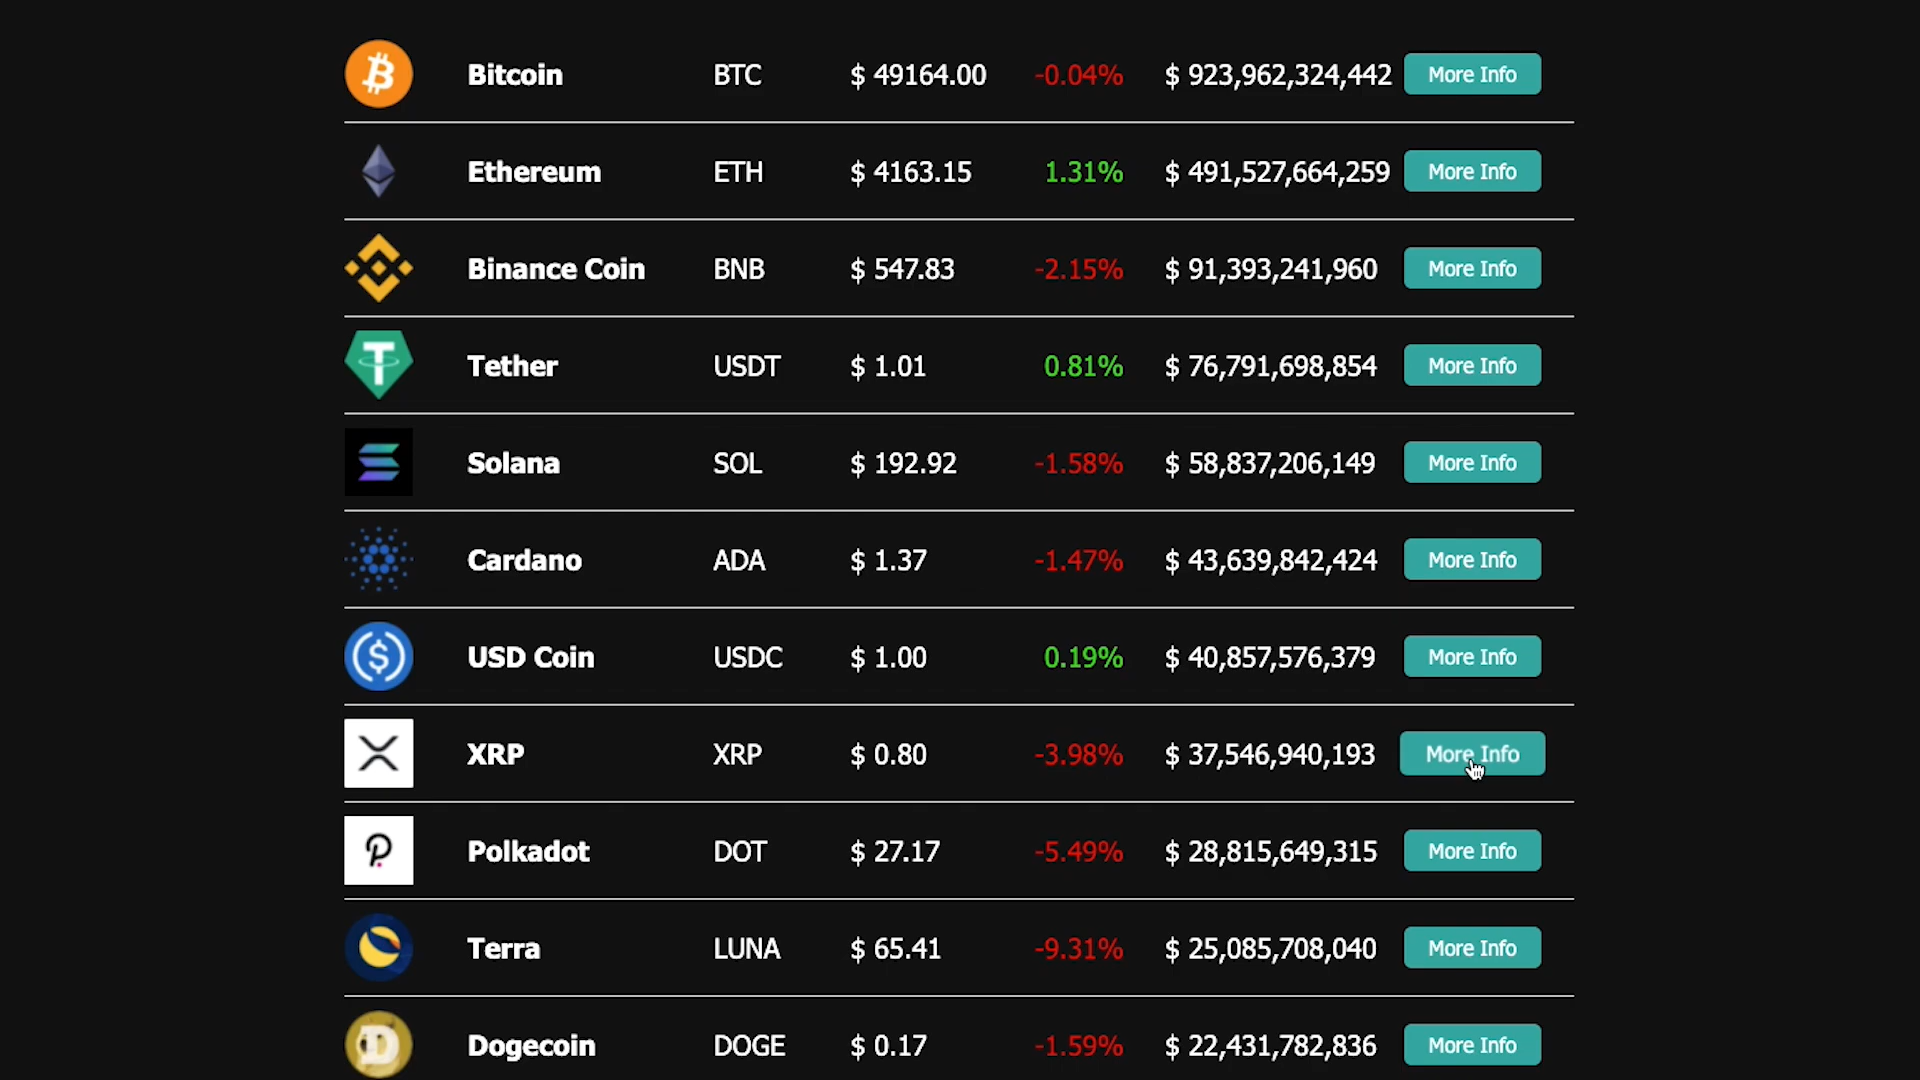 Bitcoin BTC $ 49164.00 -0.04% $ 923,962,324,442 More Info
Ethereum ETH $ 4163.15 1.31% $ 491,527,664,259 More Info
Binance Coin BNB $ 547.83 -2.15% $ 91,393,241,960 More Info
Tether USDT $ 1.01 0.81% $ 76,791,698,854 More Info
Solana SOL $ 192.92 -1.58% $ 58,837,206,149 More Info
Cardano ADA $ 1.37 -1.47% $ 43,639,842,424 More Info
USD Coin USDC $ 1.00 0.19% $ 40,857,576,379 More Info
XRP XRP $ 0.80 -3.98% $ 37,546,940,193 More Info
Polkadot DOT $ 27.17 -5.49% $ 28,815,649,315 More Info
Terra LUNA $ 65.41 -9.31% $ 25,085,708,040 More Info
Dogecoin DOGE $ 0.17 -1.59% $ 22,431,782,836 More Info